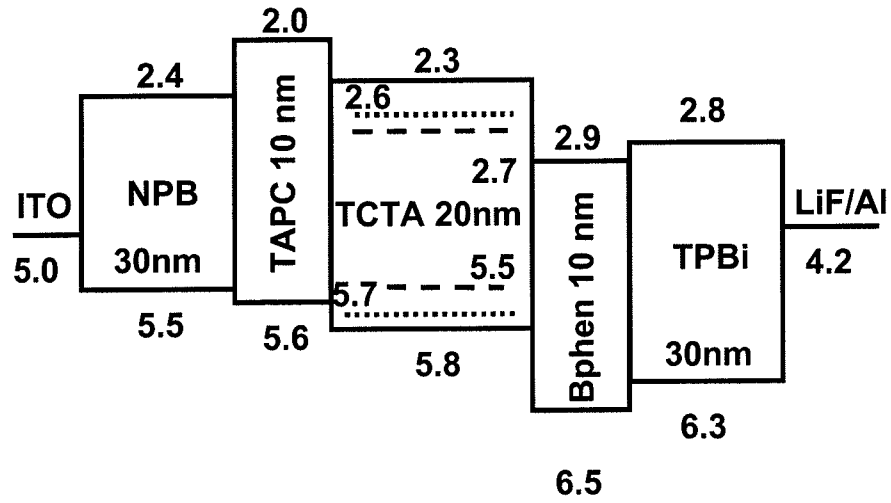 2.0
2.4
2.3
2.6
2.8
2.9
2.7
ITO
NPB
TAPC 10 nm
TCTA 20nm
LiF/Al
5.0
30nm
5.5
Bphen 10 nm
TPBi
4.2
5.7
5.5
5.6
5.8
30nm
6.3
6.5